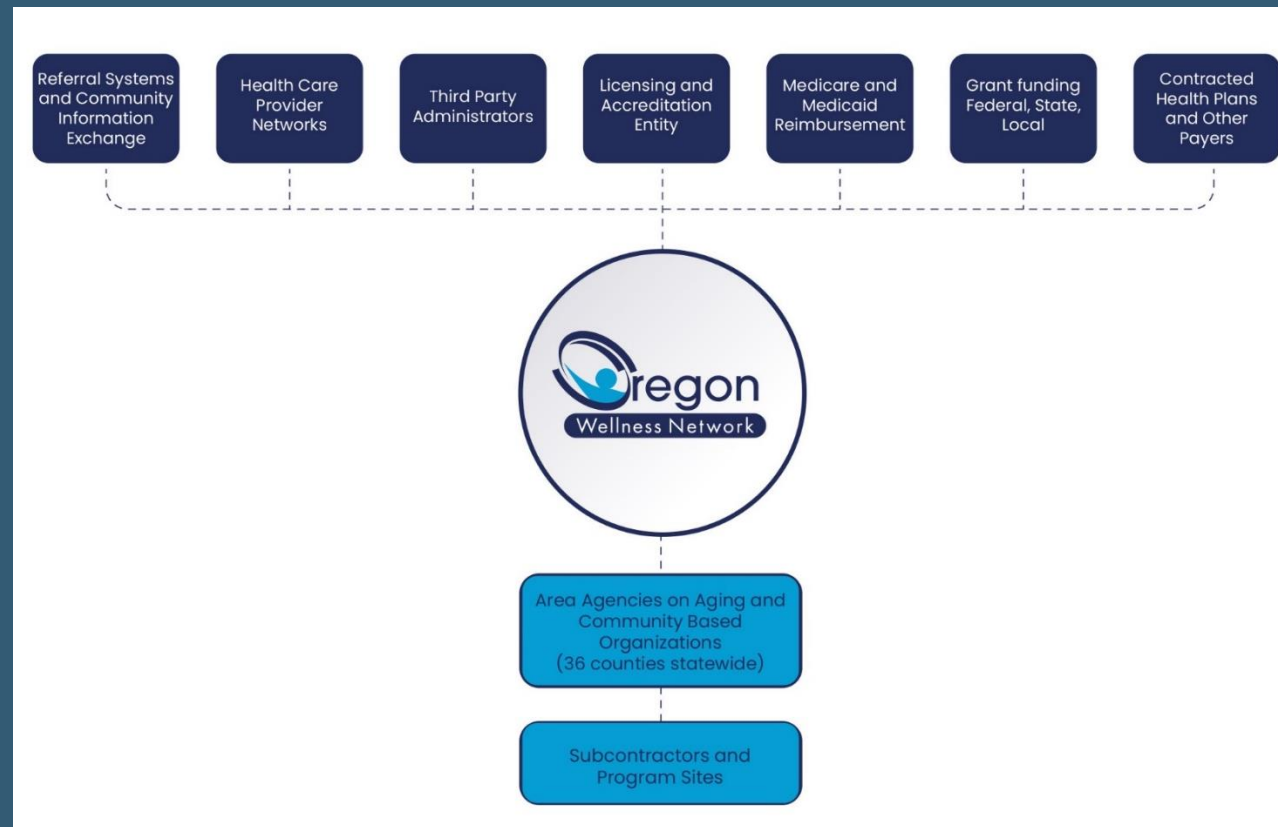 Referral Systems
and Community
Information
Exchange
Health Care
Provider
Networks
Third Party
Administrators
Licensing and
Accreditation
Entity
Medicare and
Medicaid
Reimbursement
Grant funding
Federal, State,
Local
Contracted
Health Plans
and Other
Payers
Oregon
Wellness Network
Area Agencies on Aging and
Community Based
Organizations
(36 counties statewide)
Subcontractors and
Program Sites